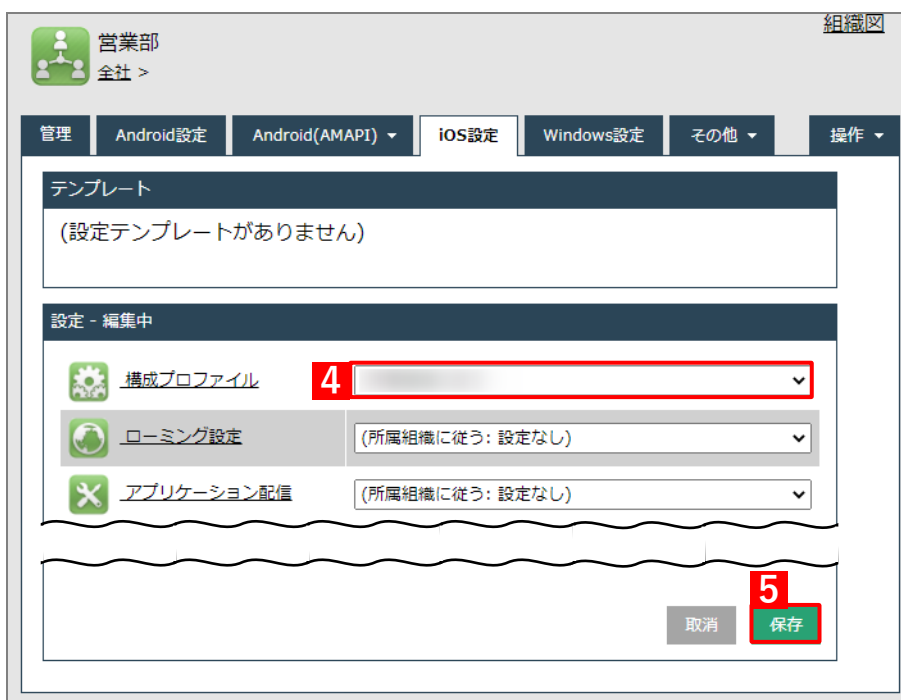 組織図
営業部
全社 >
管理
Android設定
Android(AMAPI)
iOS設定
Windows設定
その他
操作
テンプレート
(設定テンプレートがありません)
設定 - 編集中
構成プロファイル
4
ローミング設定
(所属組織に従う: 設定なし)
アプリケーション配信
(所属組織に従う: 設定なし)
5
取消
保存